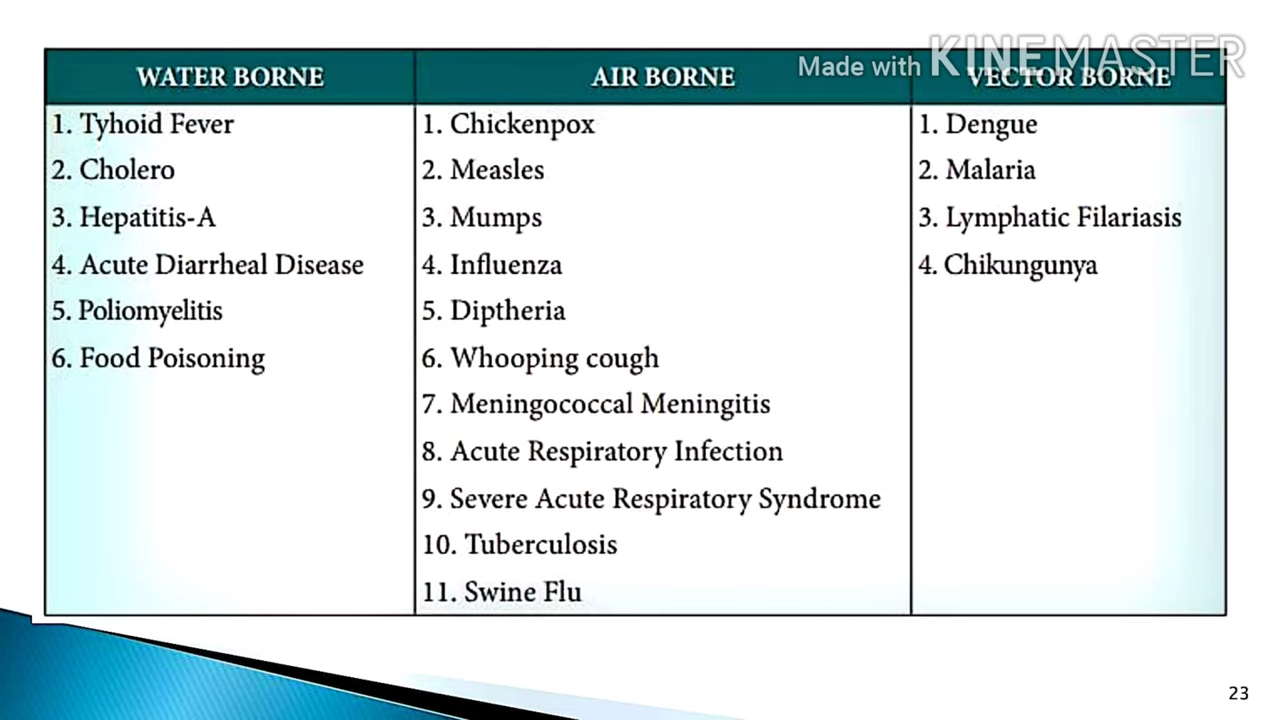 Made with KINEMASTER
WATER BORNE
1. Tyhoid Fever
2. Cholero
3. Hepatitis-A
4. Acute Diarrheal Disease
5. Poliomyelitis
6. Food Poisoning
AIR BORNE
1. Chickenpox
2. Measles
3. Mumps
4. Influenza
5. Diptheria
6. Whooping cough
7. Meningococcal Meningitis
8. Acute Respiratory Infection
9. Severe Acute Respiratory Syndrome
10. Tuberculosis
11. Swine Flu
VECTOR BORNE
1. Dengue
2. Malaria
3. Lymphatic Filariasis
4. Chikungunya
23